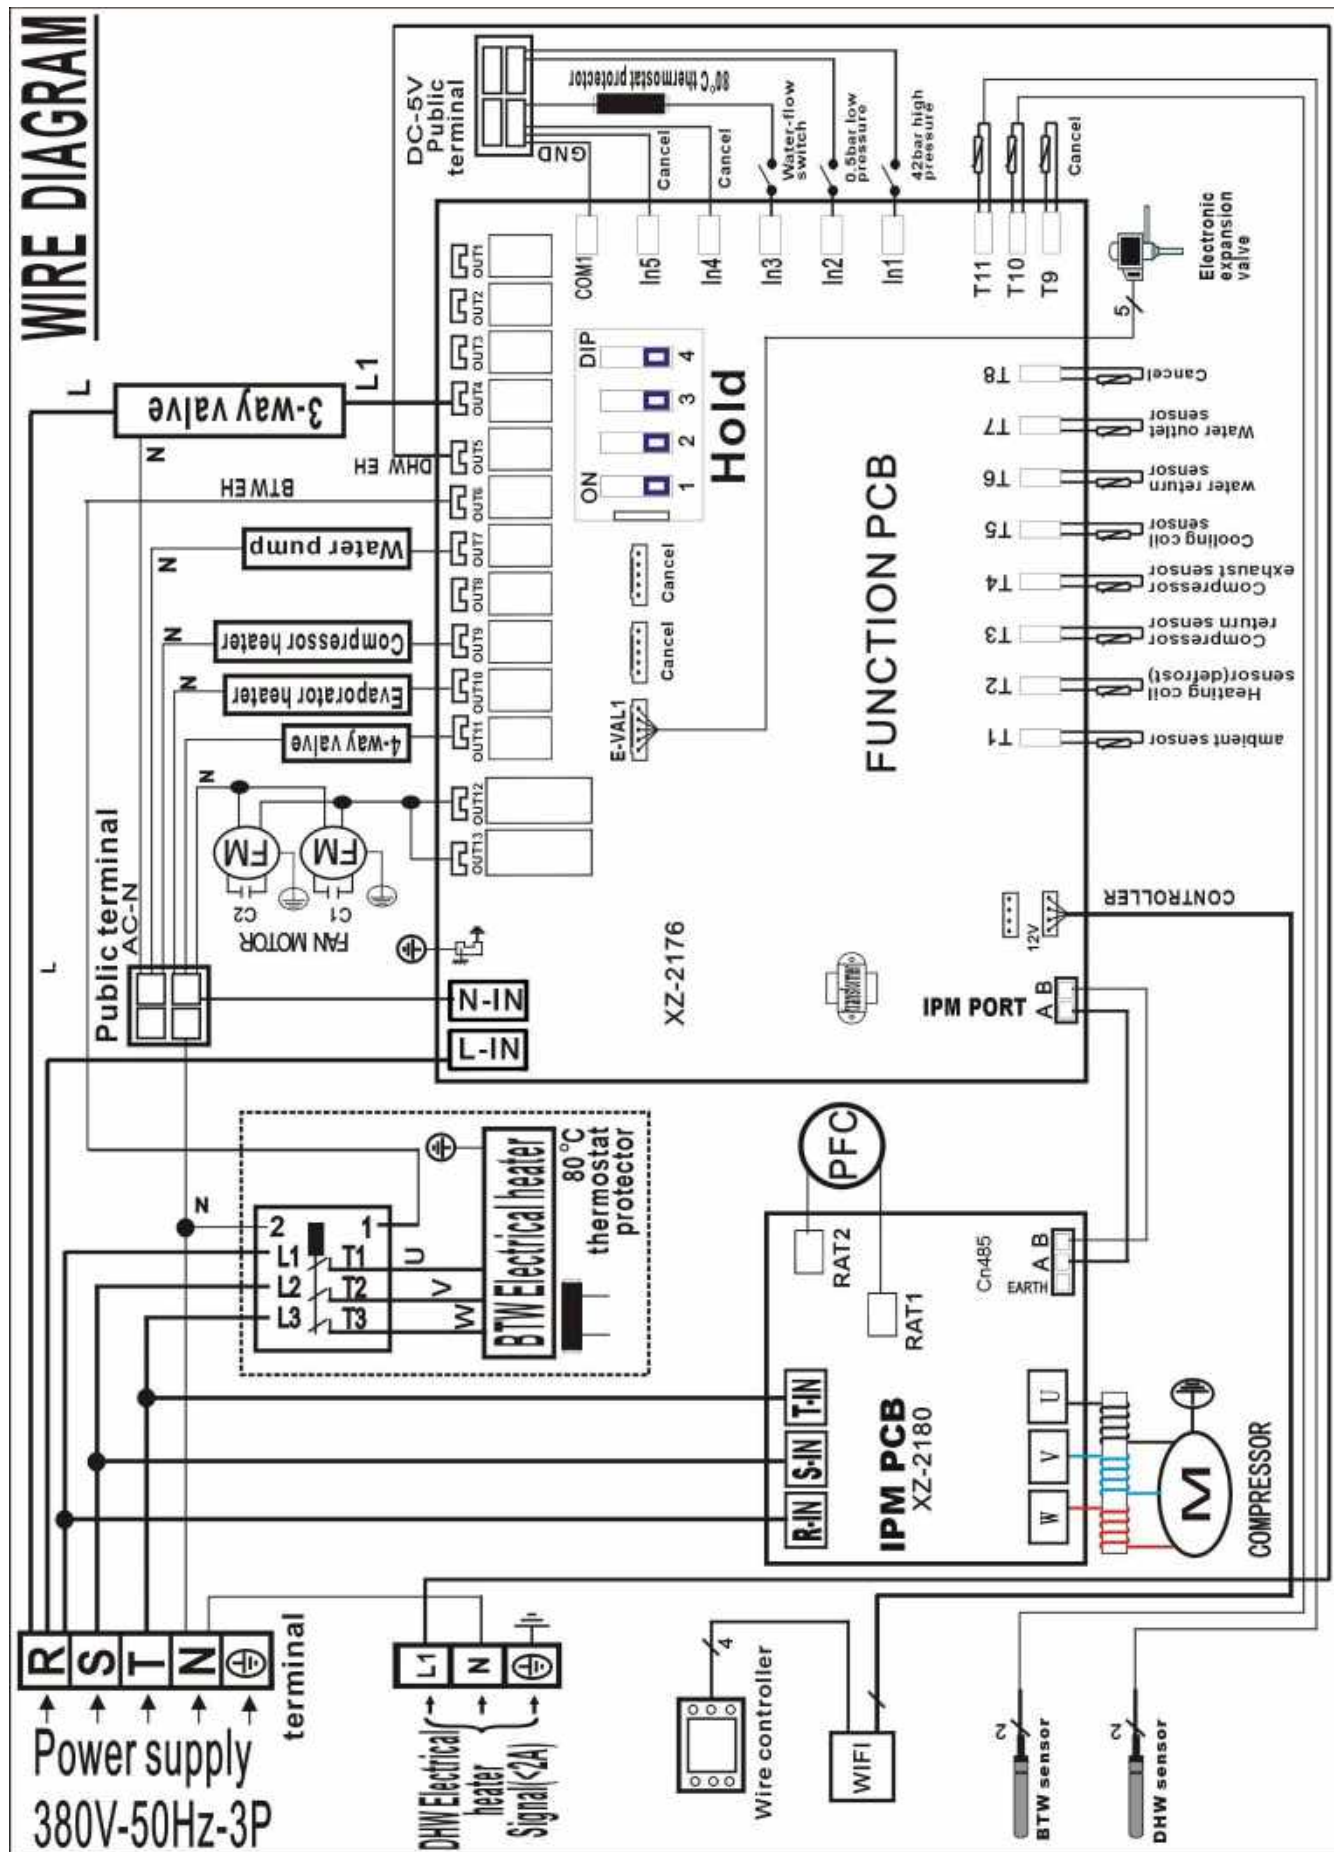 WIRE DIAGRAM
DC-5V
Public
terminal
GND
80°C thermostat protector
Cancel
Cancel
Water-flow
switch
0.5bar low
pressure
42bar high
pressure
Cancel
COM1
In5
In4
In3
In2
In1
T11
T10
T9
Electronic
expansion
valve
5
OUT1
OUT2
OUT3
OUT4
OUT5
OUT6
OUT7
OUT8
OUT9
OUT10
OUT11
OUT12
OUT13
L
3-way valve
L1
N
DHW EH
BTW EH
Water pump
N
Compressor heater
N
Evaporator heater
N
4-way valve
N
FM
FM
C2
C1
FAN MOTOR
DIP
ON
4
3
2
1
Hold
Cancel
Cancel
E-VAL1
FUNCTION PCB
XZ-2176
T8
Cancel
T7
Water outlet
sensor
T6
water return
sensor
T5
Cooling coil
sensor
T4
Compressor
exhaust sensor
T3
Compressor
return sensor
T2
Heating coil
sensor(defrost)
T1
ambient sensor
Public terminal
AC-N
L
N-IN
L-IN
12V
CONTROLLER
IPM PORT
A B
N
2
1
L1
T1
L2
T2
L3
T3
U
V
W
BTW Electrical heater
80°C
thermostat
protector
PFC
RAT2
RAT1
Cn485
A B
EARTH
T-IN
S-IN
R-IN
IPM PCB
XZ-2180
U
V
W
M
COMPRESSOR
R
S
T
N
terminal
Power supply
380V-50Hz-3P
L1
N
DHW Electrical
heater
Signal(<2A)
4
Wire controller
WIFI
2
BTW sensor
2
DHW sensor